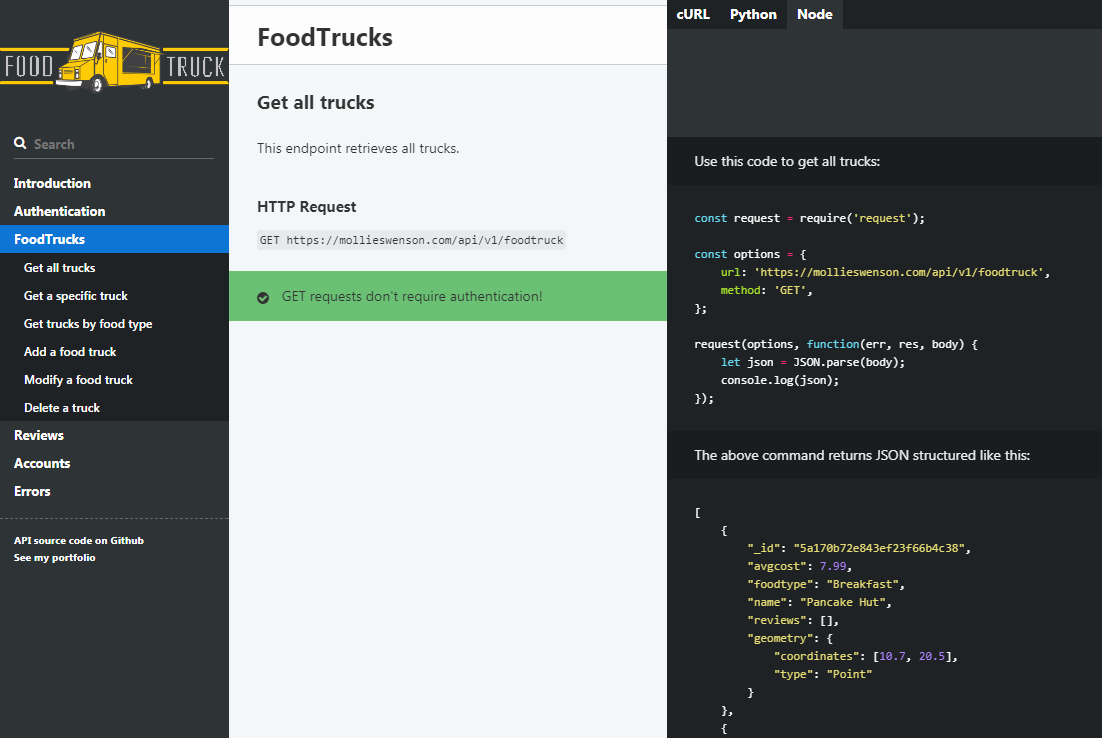 FOOD TRUCK
Search
Introduction
Authentication
FoodTrucks
Get all trucks
Get a specific truck
Get trucks by food type
Add a food truck
Modify a food truck
Delete a truck
Reviews
Accounts
Errors
API source code on Github
See my portfolio
FoodTrucks
Get all trucks
This endpoint retrieves all trucks.
HTTP Request
GET https://mollieswenson.com/api/v1/foodtruck
GET requests don't require authentication!
cURL Python Node
Use this code to get all trucks:
const request = require('request');
const options = {
    url: 'https://mollieswenson.com/api/v1/foodtruck',
    method: 'GET',
};
request(options, function(err, res, body) {
    let json = JSON.parse(body);
    console.log(json);
});
The above command returns JSON structured like this:
[
    {
        "_id": "5a170b72e843ef23f66b4c38",
        "avgcost": 7.99,
        "foodtype": "Breakfast",
        "name": "Pancake Hut",
        "reviews": [],
        "geometry": {
            "coordinates": [10.7, 20.5],
            "type": "Point"
        }
    },
    {